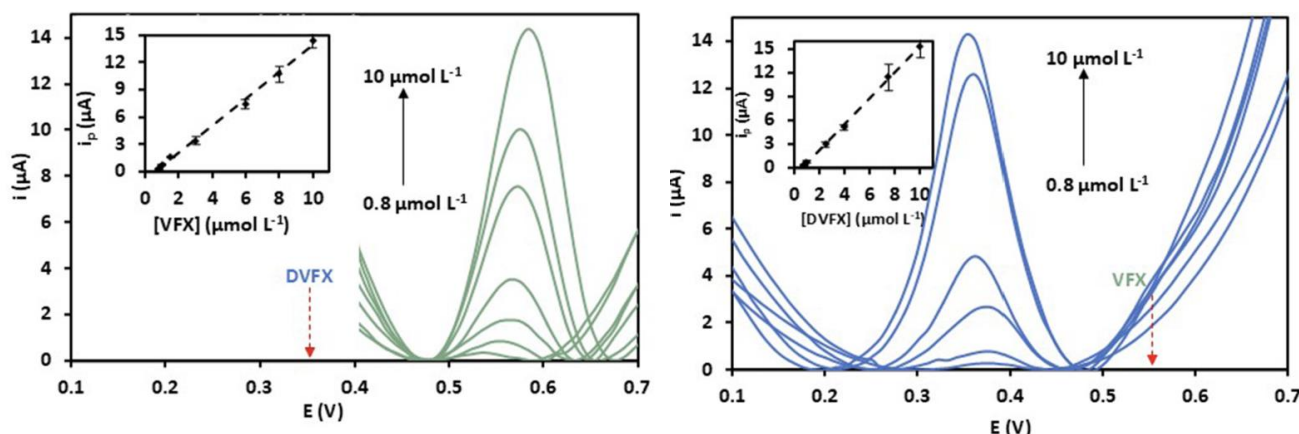 14
12
10
8
6
4
2
0
i (µA)
15
12
9
6
3
0
iₚ (µA)
0 2 4 6 8 10
[VFX] (µmol L⁻¹)
10 µmol L⁻¹
0.8 µmol L⁻¹
DVFX
0.1 0.2 0.3 0.4 0.5 0.6 0.7
E (V)
14
12
10
8
6
4
2
0
(µA)
15
12
9
6
3
0
iₚ (µA)
0 2 4 6 8 10
[DVFX] (µmol L⁻¹)
10 µmol L⁻¹
0.8 µmol L⁻¹
VFX
0.1 0.2 0.3 0.4 0.5 0.6 0.7
E (V)